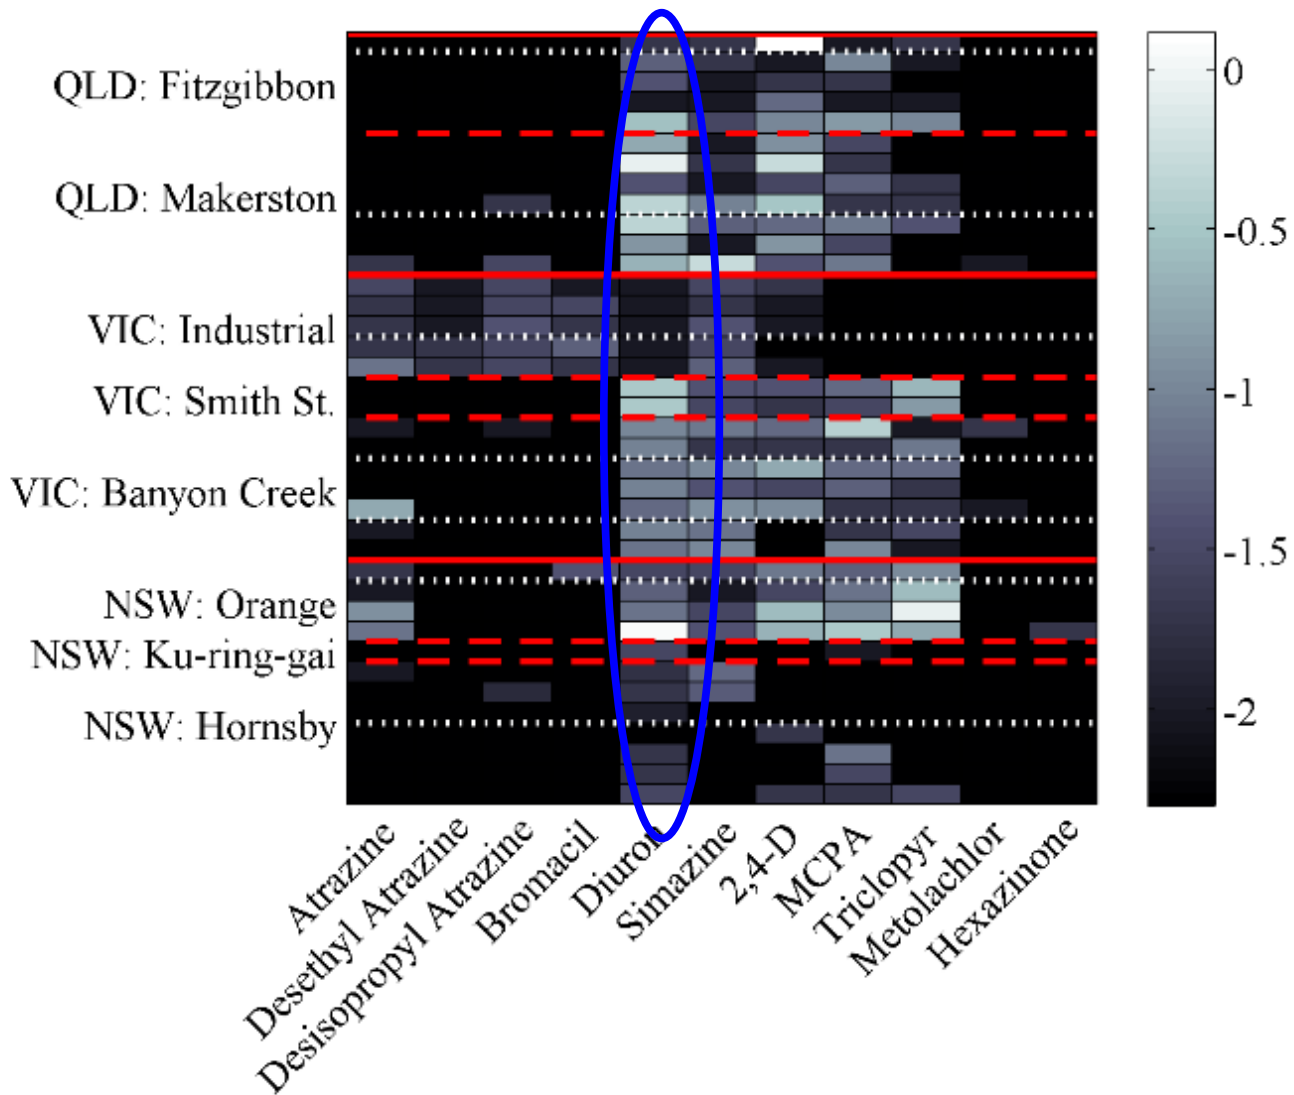 QLD: Fitzgibbon
QLD: Makerston
VIC: Industrial
VIC: Smith St.
VIC: Banyon Creek
NSW: Orange
NSW: Ku-ring-gai
NSW: Hornsby
0
-0.5
-1
-1.5
-2
Atrazine
Desethyl Atrazine
Desisopropyl Atrazine
Bromacil
Diuron
Simazine
2,4-D
MCPA
Triclopyr
Metolachlor
Hexazinone